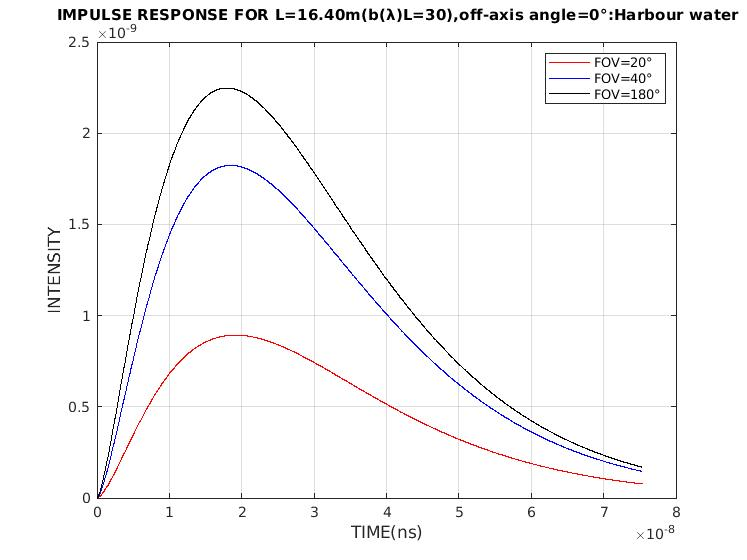 IMPULSE RESPONSE FOR L=16.40m(b(λ)L=30),off-axis angle=0°:Harbour water
×10⁻⁹
2.5
2
1.5
1
0.5
0
INTENSITY
FOV=20°
FOV=40°
FOV=180°
0 1 2 3 4 5 6 7 8
TIME(ns)
×10⁻⁸